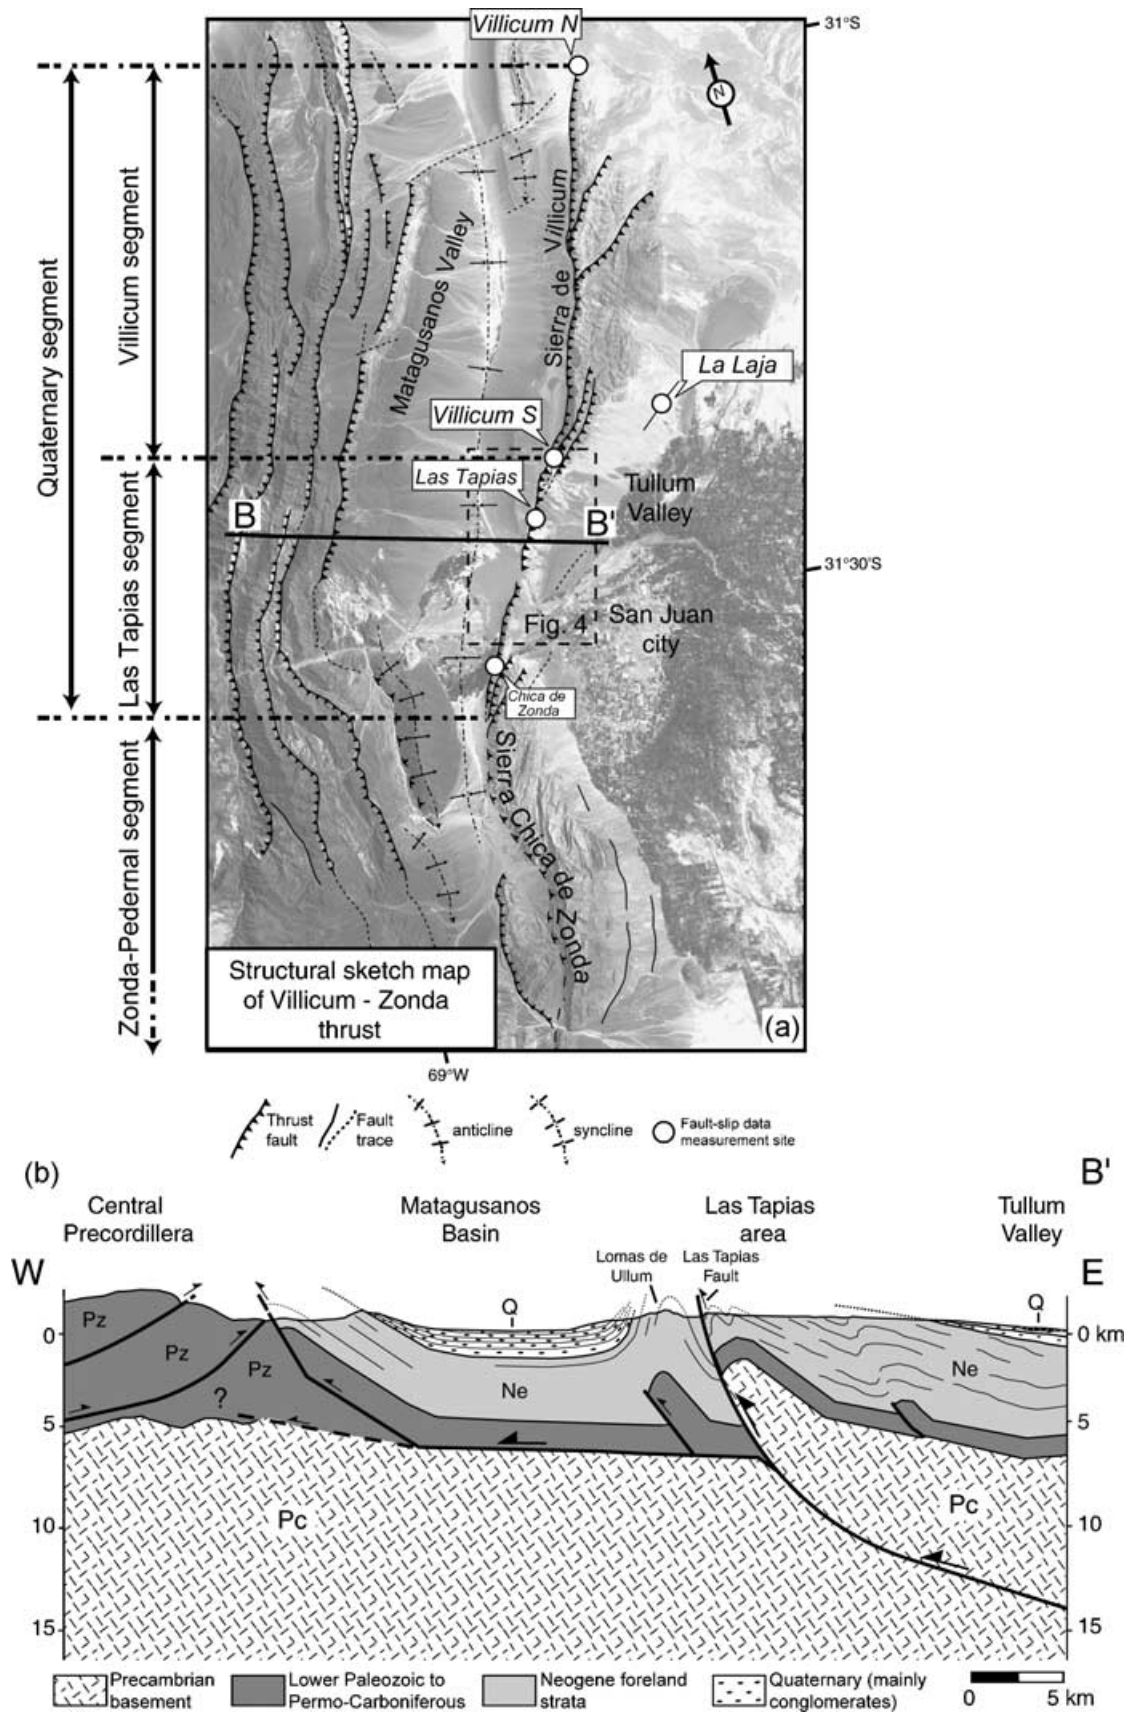 Villicum N
31°S
N
Quaternary segment
Villicum segment
Matagusanos Valley
Sierra de Villicum
La Laja
Villicum S
Las Tapias
Tullum
Valley
B
B'
31°30'S
Las Tapias segment
San Juan
city
Fig. 4
Chica de
Zonda
Sierra Chica de Zonda
Zonda-Pedernal segment
Structural sketch map
of Villicum - Zonda
thrust
(a)
69°W
Thrust
fault
Fault
trace
anticline
syncline
Fault-slip data
measurement site
(b)
B'
Central
Precordillera
Matagusanos
Basin
Las Tapias
area
Tullum
Valley
W
Lomas de
Ullum
Las Tapias
Fault
E
Pz
Q
Q
0
0 km
Pz
Pz
Ne
Ne
?
5
5
Pc
Pc
10
10
15
15
Precambrian
basement
Lower Paleozoic to
Permo-Carboniferous
Neogene foreland
strata
Quaternary (mainly
conglomerates)
0
5 km